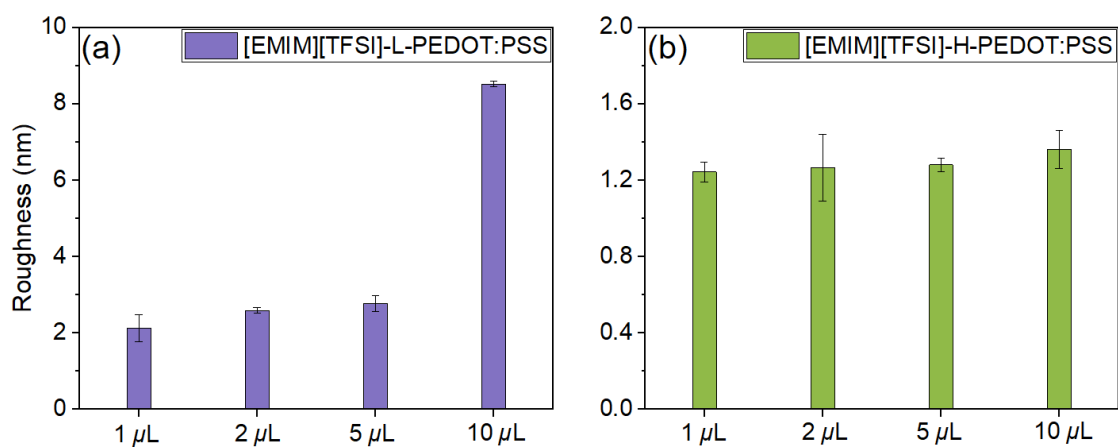 (a)
[EMIM][TFSI]-L-PEDOT:PSS
Roughness (nm)
10
8
6
4
2
0
1 µL
2 µL
5 µL
10 µL
(b)
[EMIM][TFSI]-H-PEDOT:PSS
2.0
1.6
1.2
0.8
0.4
0.0
1 µL
2 µL
5 µL
10 µL